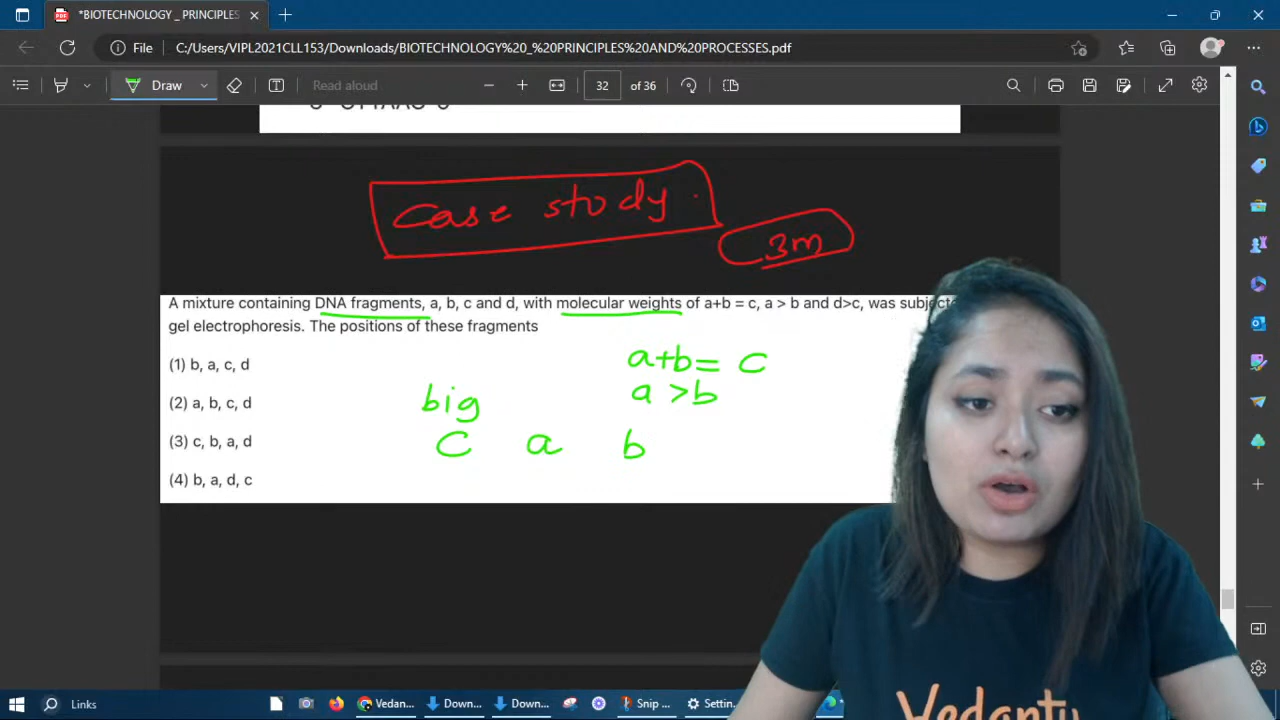 *BIOTECHNOLOGY _ PRINCIPLES
File C:/Users/VIPL2021CLL153/Downloads/BIOTECHNOLOGY%20_%20PRINCIPLES%20AND%20PROCESSES.pdf
Draw Read aloud 32 of 36
case study
3m
A mixture containing DNA fragments, a, b, c and d, with molecular weights of a+b = c, a > b and d>c, was
gel electrophoresis. The positions of these fragments
(1) b, a, c, d
a+b= c
big
a >b
(2) a, b, c, d
(3) c, b, a, d
c a b
(4) b, a, d, c
Vedantu
Links Vedan... Down... Down... Snip ... Settin...